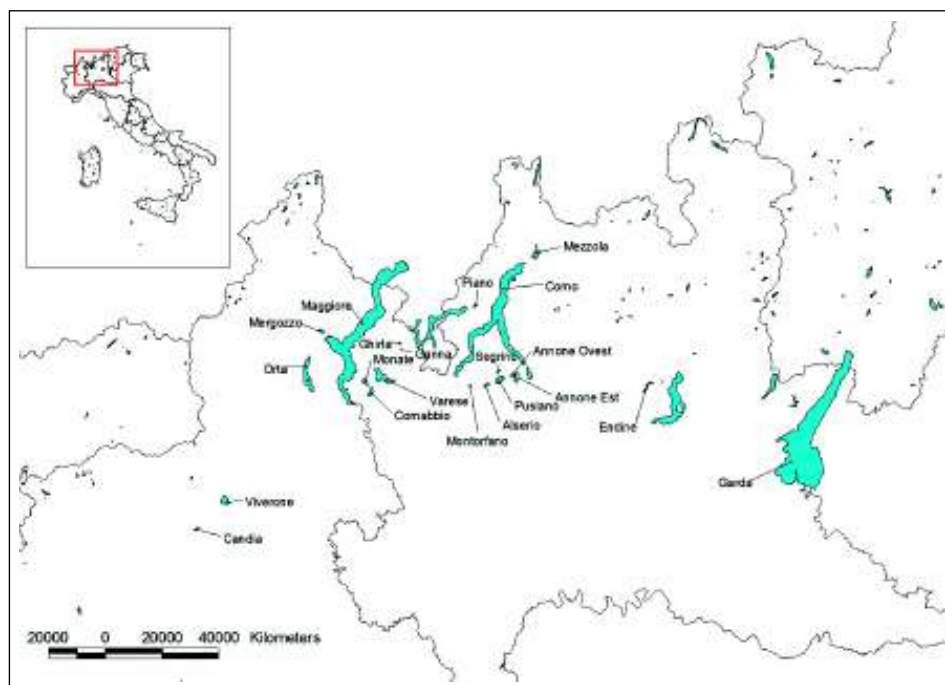 Mezzola
Piano
Como
Maggiore
Mergozzo
Ghirla
Ganna
Monate
Segrino
Annone Ovest
Orta
Varese
Annone Est
Comabbio
Pusiano
Alserio
Endine
Montorfano
Garda
Viverone
Candia
20000 0 20000 40000 Kilometers